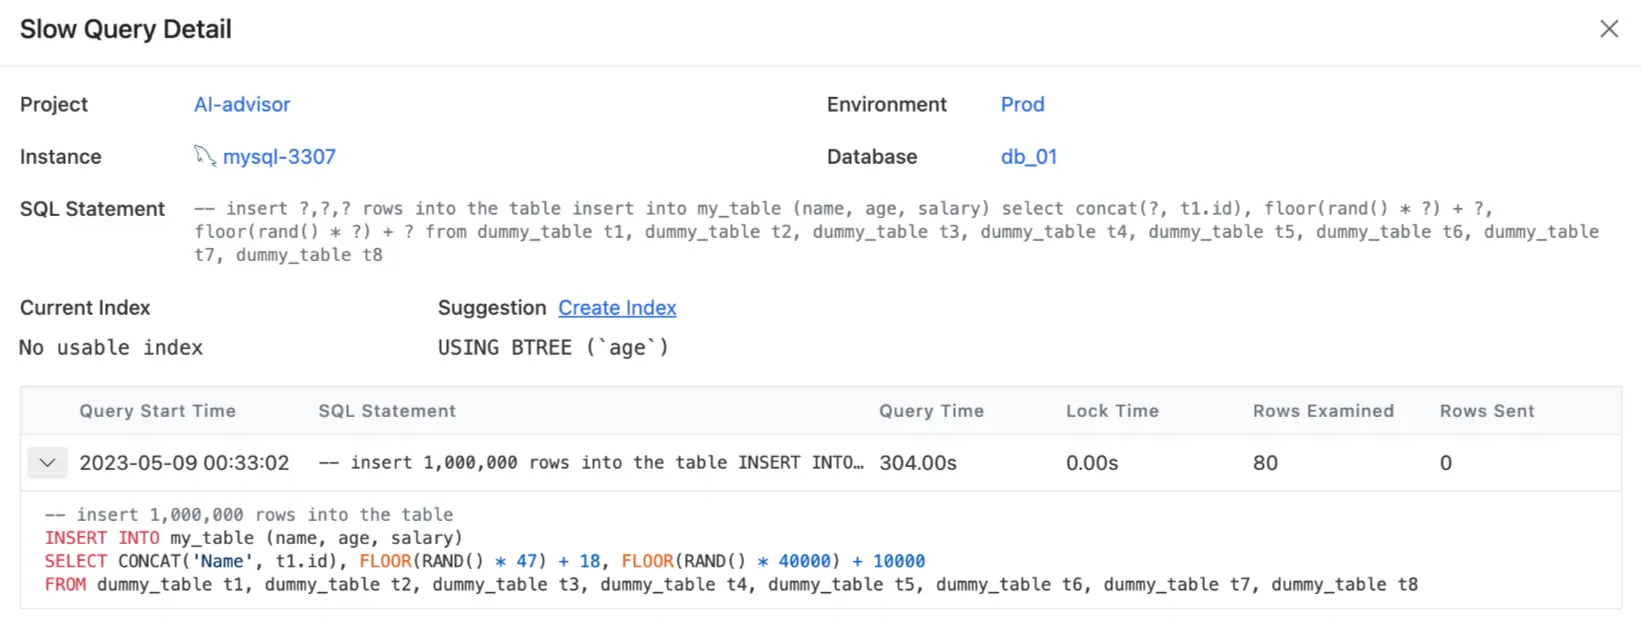 Slow Query Detail
Project AI-advisor Environment Prod
Instance mysql-3307 Database db_01
SQL Statement -- insert ?,?,? rows into the table insert into my_table (name, age, salary) select concat(?, t1.id), floor(rand() * ?) + ?,
floor(rand() * ?) + ? from dummy_table t1, dummy_table t2, dummy_table t3, dummy_table t4, dummy_table t5, dummy_table t6, dummy_table
t7, dummy_table t8
Current Index Suggestion Create Index
No usable index USING BTREE (`age`)
Query Start Time SQL Statement Query Time Lock Time Rows Examined Rows Sent
2023-05-09 00:33:02 -- insert 1,000,000 rows into the table INSERT INTO… 304.00s 0.00s 80 0
-- insert 1,000,000 rows into the table
INSERT INTO my_table (name, age, salary)
SELECT CONCAT('Name', t1.id), FLOOR(RAND() * 47) + 18, FLOOR(RAND() * 40000) + 10000
FROM dummy_table t1, dummy_table t2, dummy_table t3, dummy_table t4, dummy_table t5, dummy_table t6, dummy_table t7, dummy_table t8